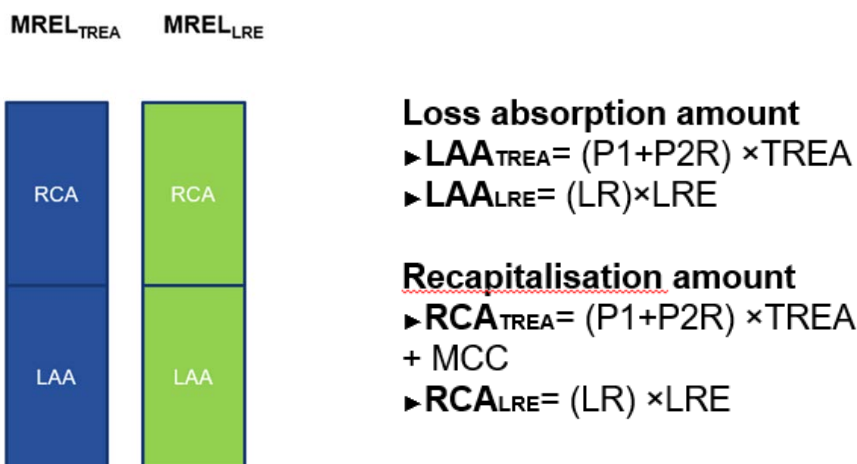 MRELTREA MRELLRE
Loss absorption amount
►LAATREA= (P1+P2R) ×TREA
►LAALRE= (LR)×LRE
RCA RCA
Recapitalisation amount
►RCATREA= (P1+P2R) ×TREA
+ MCC
►RCALRE= (LR) ×LRE
LAA LAA